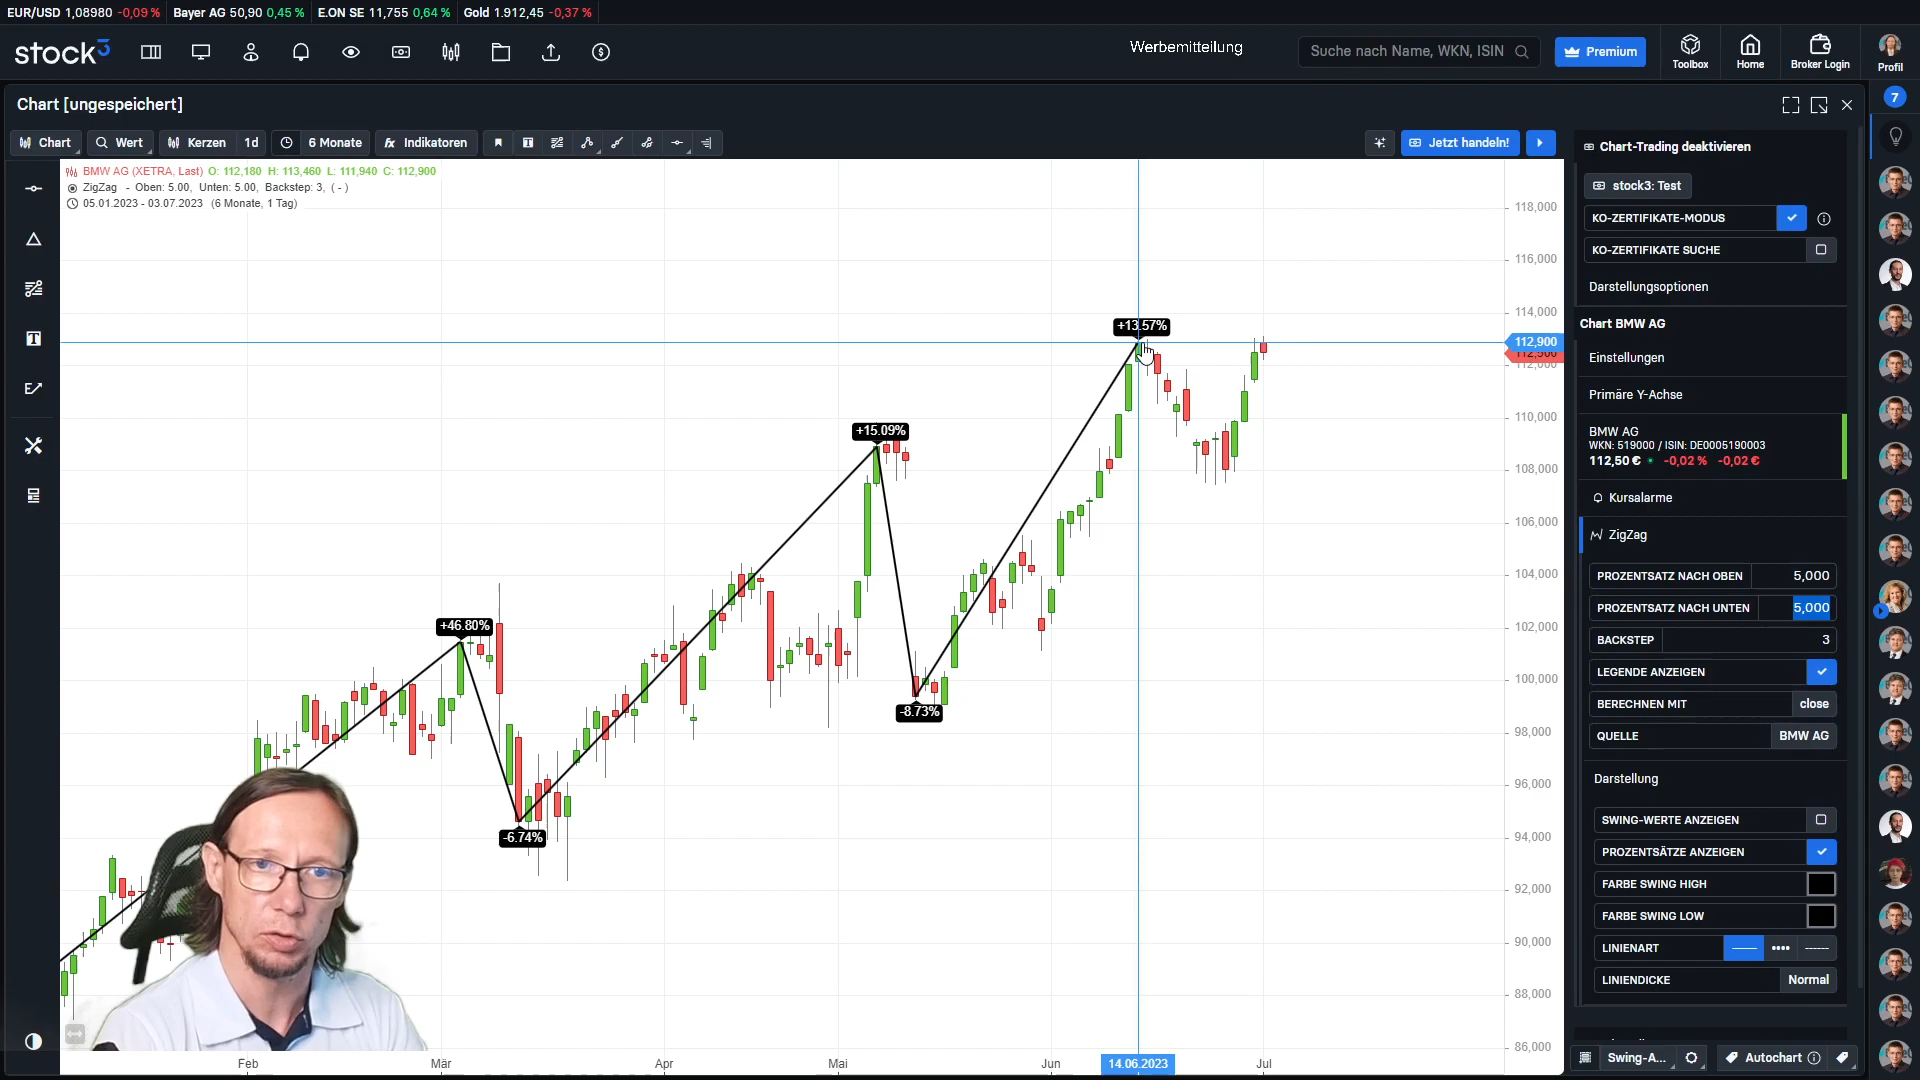 EUR/USD 1,08980 -0,09 % Bayer AG 50,90 0,45 % E.ON SE 11,755 0,64 % Gold 1.912,45 -0,37 %
stock3
Werbemitteilung
Suche nach Name, WKN, ISIN
Premium
Toolbox
Home
Broker Login
Profil
Chart [ungespeichert]
7
Chart Wert Kerzen 1d 6 Monate fx Indikatoren
Jetzt handeln!
BMW AG (XETRA, Last) O: 112,180 H: 113,460 L: 111,940 C: 112,900
ZigZag - Oben: 5.00, Unten: 5.00, Backstep: 3, ( - )
05.01.2023 - 03.07.2023 (6 Monate, 1 Tag)
+46.80%
-6.74%
+15.09%
-8.73%
+13.57%
118,000
116,000
114,000
112,900
112,500
112,000
110,000
108,000
106,000
104,000
102,000
100,000
98,000
96,000
94,000
92,000
90,000
88,000
86,000
Feb
Mär
Apr
Mai
Jun
14.06.2023
Jul
Chart-Trading deaktivieren
stock3: Test
KO-ZERTIFIKATE-MODUS
KO-ZERTIFIKATE SUCHE
Darstellungsoptionen
Chart BMW AG
Einstellungen
Primäre Y-Achse
BMW AG
WKN: 519000 / ISIN: DE0005190003
112,50 € -0,02 % -0,02 €
Kursalarme
ZigZag
PROZENTSATZ NACH OBEN 5,000
PROZENTSATZ NACH UNTEN 5,000
BACKSTEP 3
LEGENDE ANZEIGEN
BERECHNEN MIT close
QUELLE BMW AG
Darstellung
SWING-WERTE ANZEIGEN
PROZENTSÄTZE ANZEIGEN
FARBE SWING HIGH
FARBE SWING LOW
LINIENART
LINIENDICKE Normal
Swing-A...
Autochart